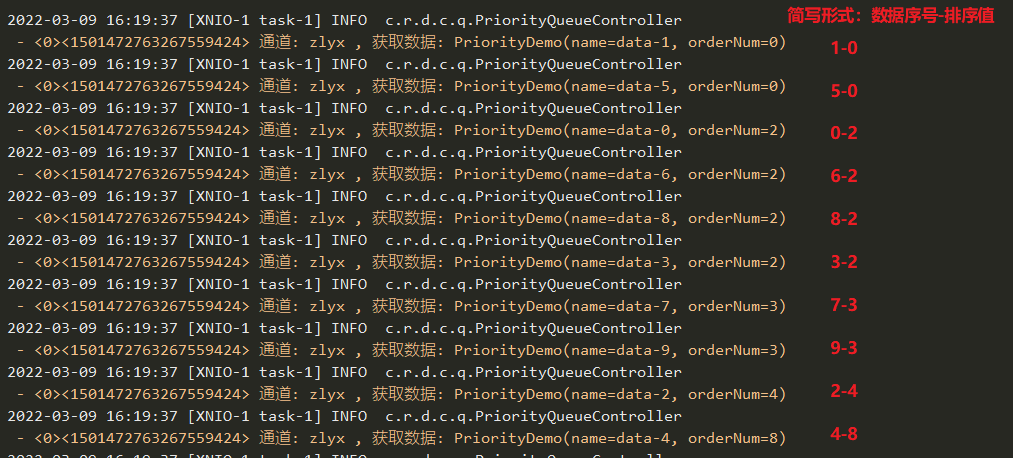 2022-03-09 16:19:37 [XNIO-1 task-1] INFO  c.r.d.c.q.PriorityQueueController
简写形式：数据序号-排序值
- <0><1501472763267559424> 通道: zlyx , 获取数据: PriorityDemo(name=data-1, orderNum=0)
1-0
2022-03-09 16:19:37 [XNIO-1 task-1] INFO  c.r.d.c.q.PriorityQueueController
- <0><1501472763267559424> 通道: zlyx , 获取数据: PriorityDemo(name=data-5, orderNum=0)
5-0
2022-03-09 16:19:37 [XNIO-1 task-1] INFO  c.r.d.c.q.PriorityQueueController
- <0><1501472763267559424> 通道: zlyx , 获取数据: PriorityDemo(name=data-0, orderNum=2)
0-2
2022-03-09 16:19:37 [XNIO-1 task-1] INFO  c.r.d.c.q.PriorityQueueController
- <0><1501472763267559424> 通道: zlyx , 获取数据: PriorityDemo(name=data-6, orderNum=2)
6-2
2022-03-09 16:19:37 [XNIO-1 task-1] INFO  c.r.d.c.q.PriorityQueueController
- <0><1501472763267559424> 通道: zlyx , 获取数据: PriorityDemo(name=data-8, orderNum=2)
8-2
2022-03-09 16:19:37 [XNIO-1 task-1] INFO  c.r.d.c.q.PriorityQueueController
- <0><1501472763267559424> 通道: zlyx , 获取数据: PriorityDemo(name=data-3, orderNum=2)
3-2
2022-03-09 16:19:37 [XNIO-1 task-1] INFO  c.r.d.c.q.PriorityQueueController
- <0><1501472763267559424> 通道: zlyx , 获取数据: PriorityDemo(name=data-7, orderNum=3)
7-3
2022-03-09 16:19:37 [XNIO-1 task-1] INFO  c.r.d.c.q.PriorityQueueController
- <0><1501472763267559424> 通道: zlyx , 获取数据: PriorityDemo(name=data-9, orderNum=3)
9-3
2022-03-09 16:19:37 [XNIO-1 task-1] INFO  c.r.d.c.q.PriorityQueueController
- <0><1501472763267559424> 通道: zlyx , 获取数据: PriorityDemo(name=data-2, orderNum=4)
2-4
2022-03-09 16:19:37 [XNIO-1 task-1] INFO  c.r.d.c.q.PriorityQueueController
- <0><1501472763267559424> 通道: zlyx , 获取数据: PriorityDemo(name=data-4, orderNum=8)
4-8